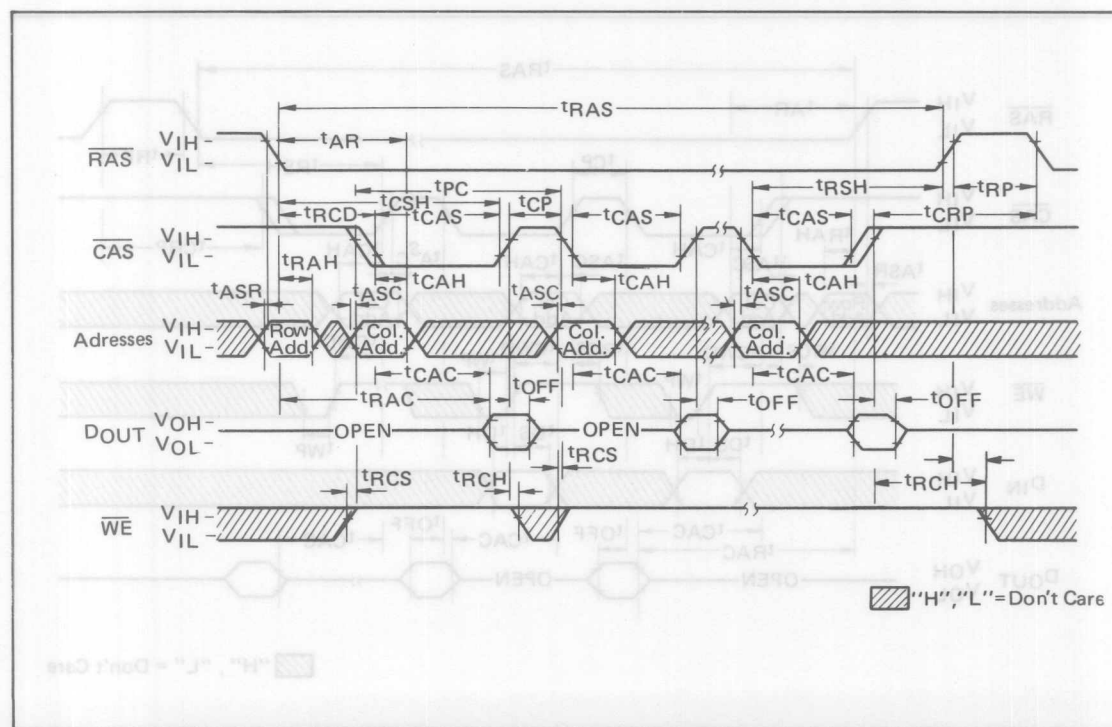 tRAS
tAR
RAS VIH- VIL-
tPC
tRSH
tRP
tCSH
tRCD tCAS tCP tCAS tCAS tCRP
CAS VIH- VIL-
tRAH tCAH tCAH tCAH
tASR tASC tASC tASC
Adresses VIH- VIL-
Row Add. Col. Add. Col. Add. Col. Add.
tCAC tCAC tCAC
tRAC tOFF tOFF tOFF
DOUT VOH- VOL-
OPEN OPEN
tRCS tRCH tRCS tRCH
WE VIH- VIL-
"H","L"=Don't Care